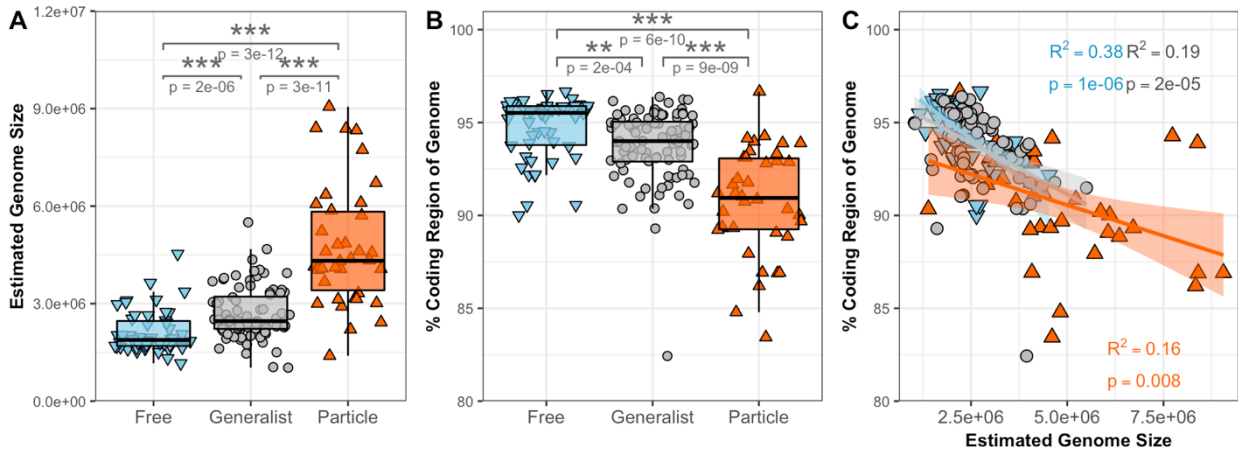 A
Estimated Genome Size
1.2e+07
9.0e+06
6.0e+06
3.0e+06
0.0e+00
***
p = 3e-12
***
p = 2e-06
***
p = 3e-11
Free
Generalist
Particle
B
% Coding Region of Genome
100
95
90
85
80
***
p = 6e-10
**
p = 2e-04
***
p = 9e-09
Free
Generalist
Particle
C
% Coding Region of Genome
100
95
90
85
80
R² = 0.38 R² = 0.19
p = 1e-06 p = 2e-05
R² = 0.16
p = 0.008
2.5e+06
5.0e+06
7.5e+06
Estimated Genome Size